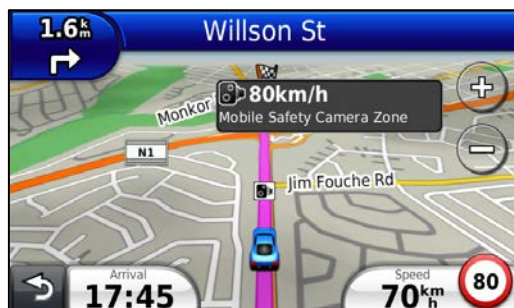 1.6 km
Willson St
80km/h
Mobile Safety Camera Zone
Monkor
N1
Jim Fouche Rd
Arrival
17:45
Speed
70 km/h
80